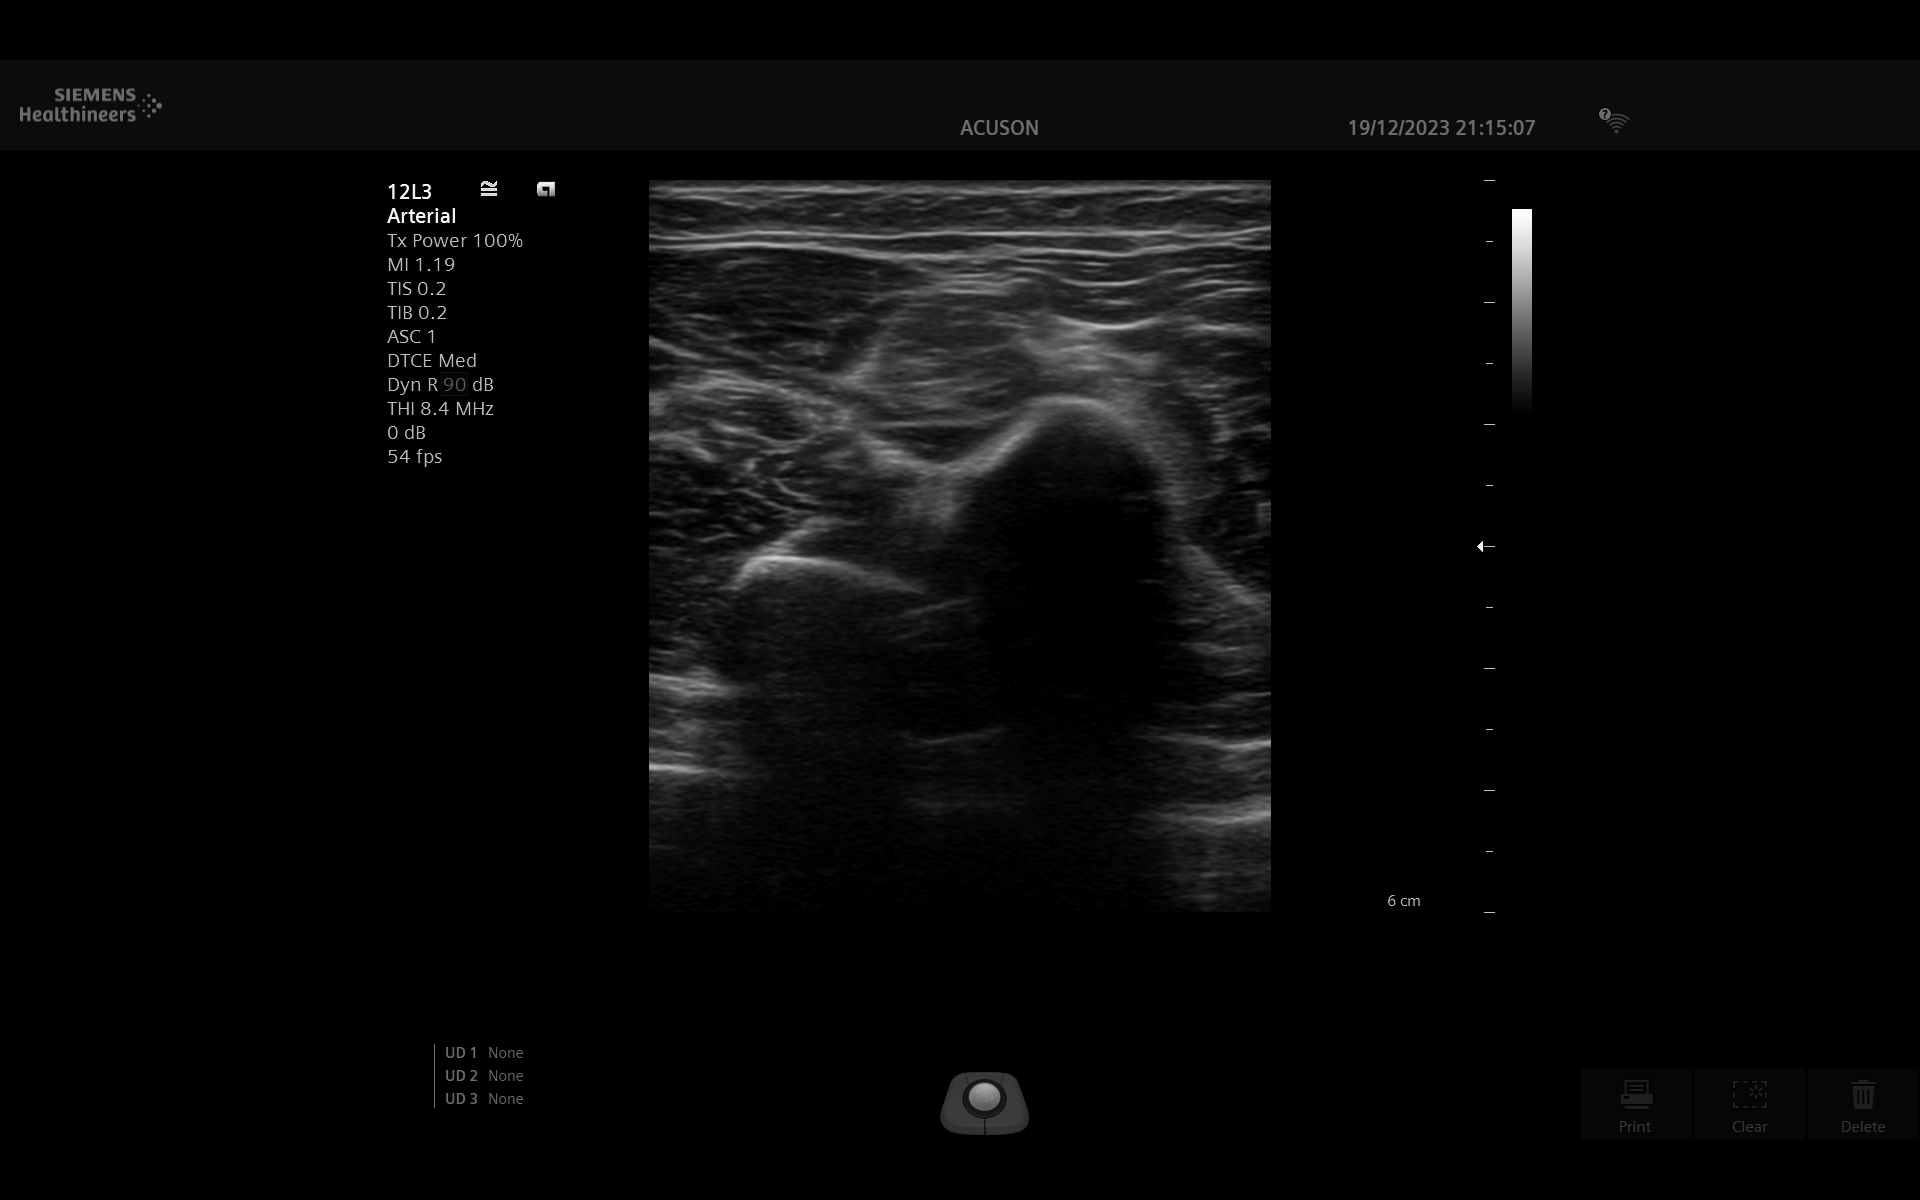 SIEMENS
Healthineers
ACUSON
19/12/2023 21:15:07
?
12L3
Arterial
Tx Power 100%
MI 1.19
TIS 0.2
TIB 0.2
ASC 1
DTCE Med
Dyn R 90 dB
THI 8.4 MHz
0 dB
54 fps
6 cm
UD 1 None
UD 2 None
UD 3 None
Print
Clear
Delete